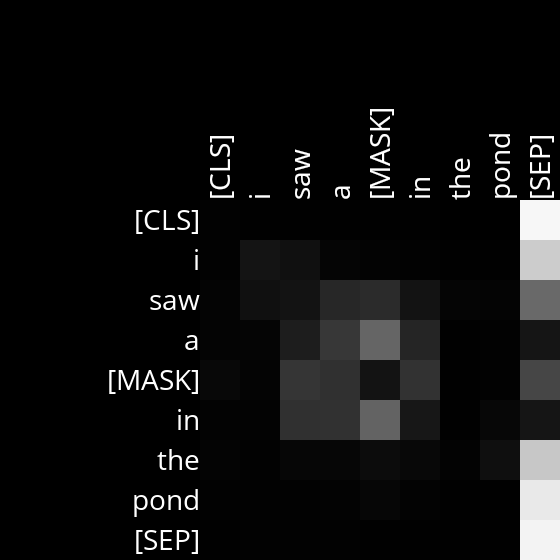 [CLS] i saw a [MASK] in the pond [SEP]
[CLS]
i
saw
a
[MASK]
in
the
pond
[SEP]